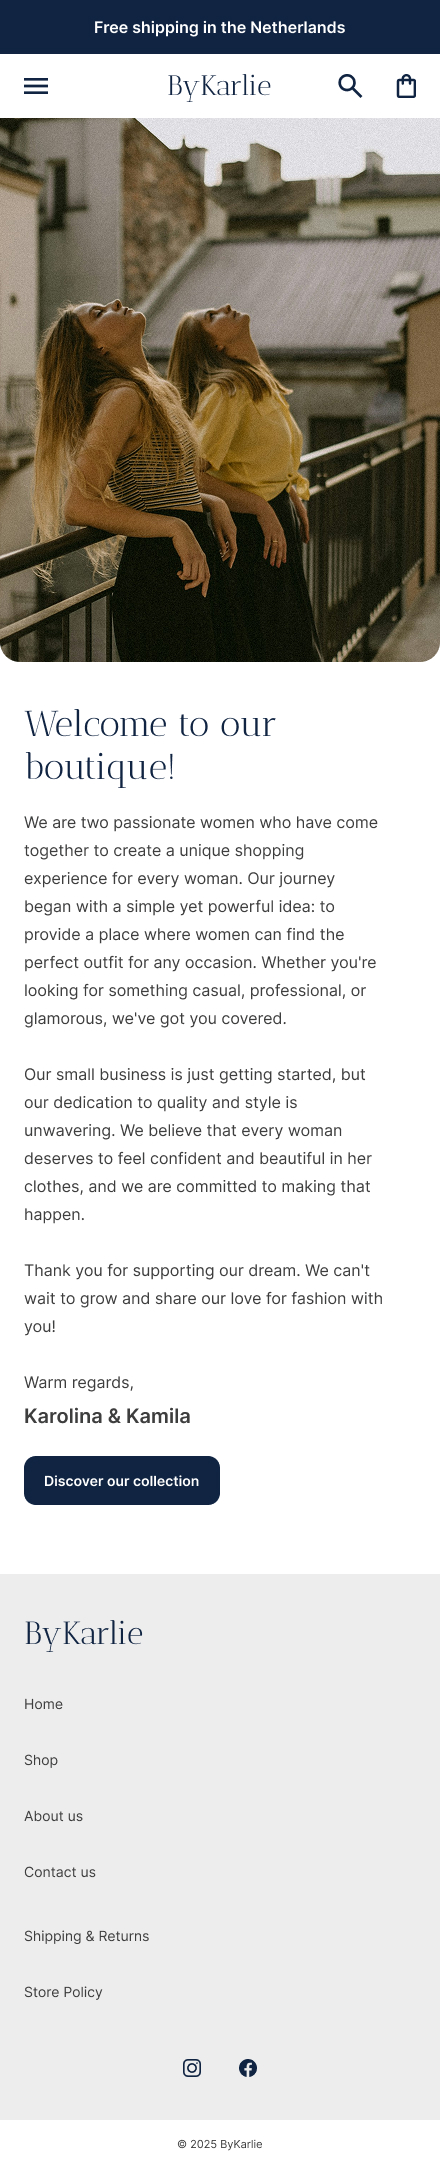 Free shipping in the Netherlands
ByKarlie
Welcome to our
boutique!
We are two passionate women who have come
together to create a unique shopping
experience for every woman. Our journey
began with a simple yet powerful idea: to
provide a place where women can find the
perfect outfit for any occasion. Whether you're
looking for something casual, professional, or
glamorous, we've got you covered.
Our small business is just getting started, but
our dedication to quality and style is
unwavering. We believe that every woman
deserves to feel confident and beautiful in her
clothes, and we are committed to making that
happen.
Thank you for supporting our dream. We can't
wait to grow and share our love for fashion with
you!
Warm regards,
Karolina & Kamila
Discover our collection
ByKarlie
Home
Shop
About us
Contact us
Shipping & Returns
Store Policy
© 2025 ByKarlie